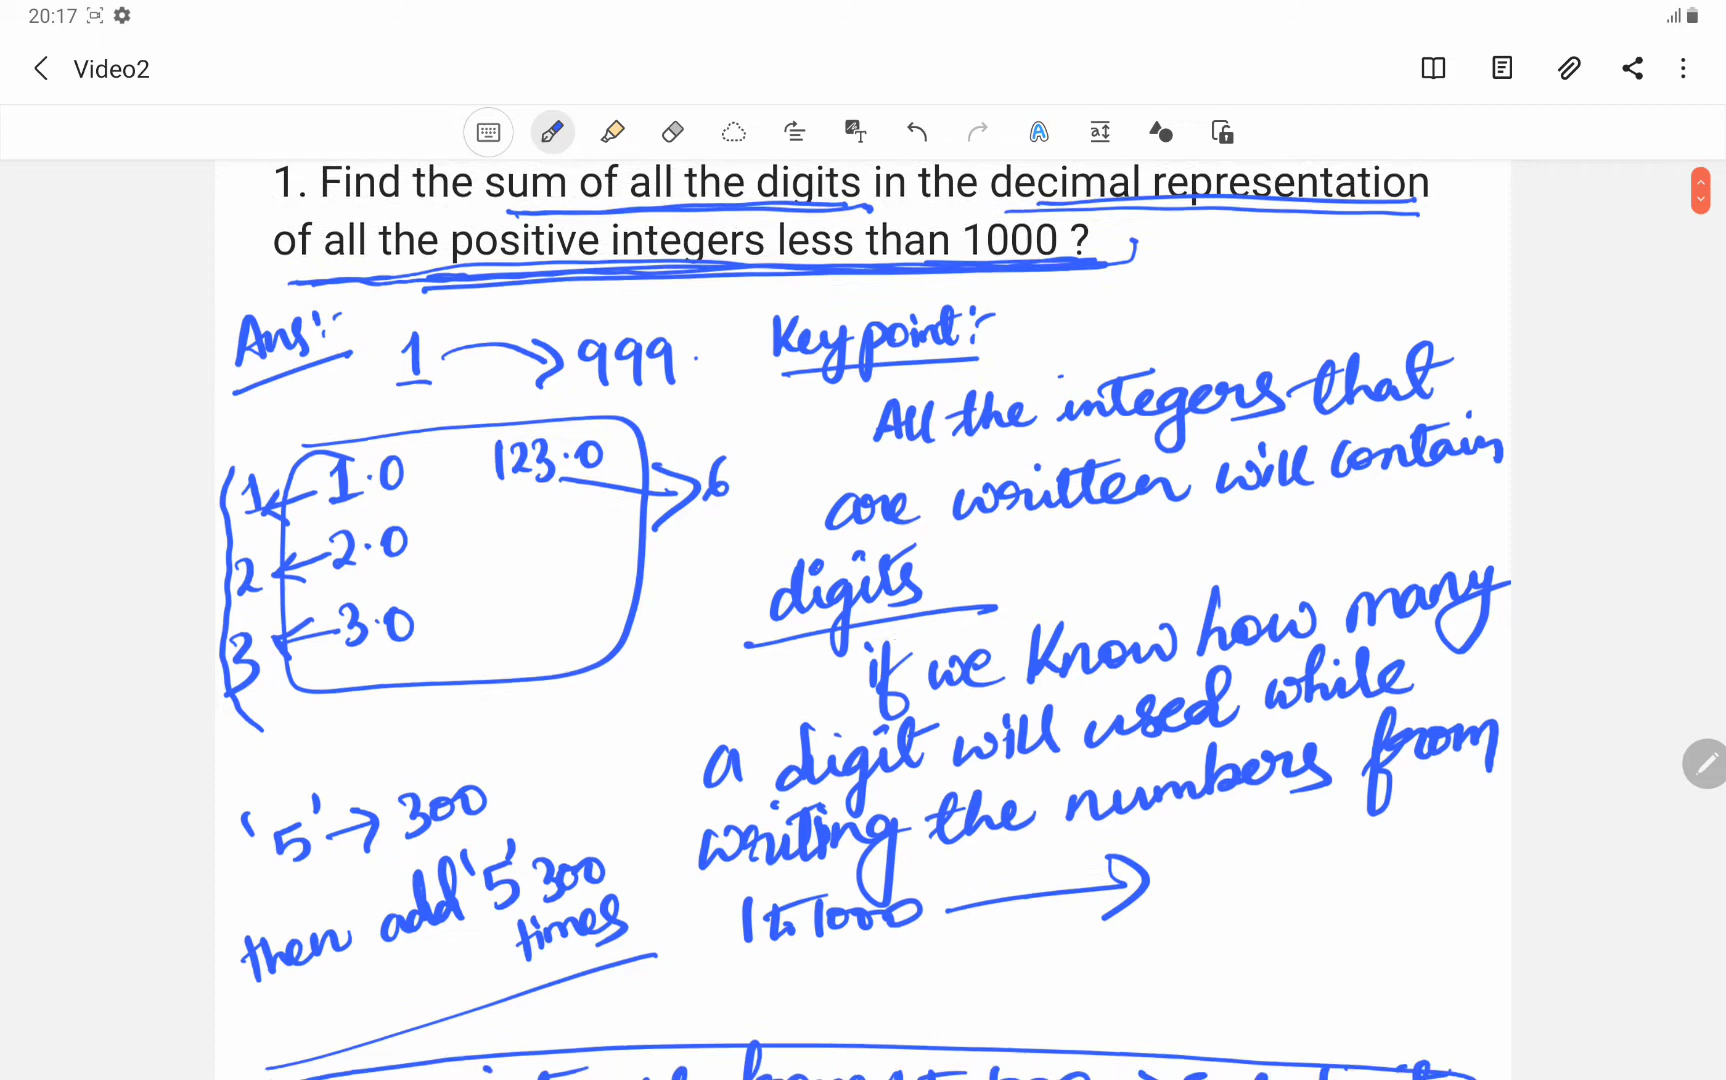 20:17
Video2
1. Find the sum of all the digits in the decimal representation
of all the positive integers less than 1000 ?
Ans:-
1 → 999.
Key point:-
All the integers that
are written will contain
digits
if we know how many
a digit will used while
writing the numbers from
1 to 1000 →
1 ← 1.0
123.0 → 6
2 ← 2.0
3 ← 3.0
'5' → 300
then add '5' 300
times